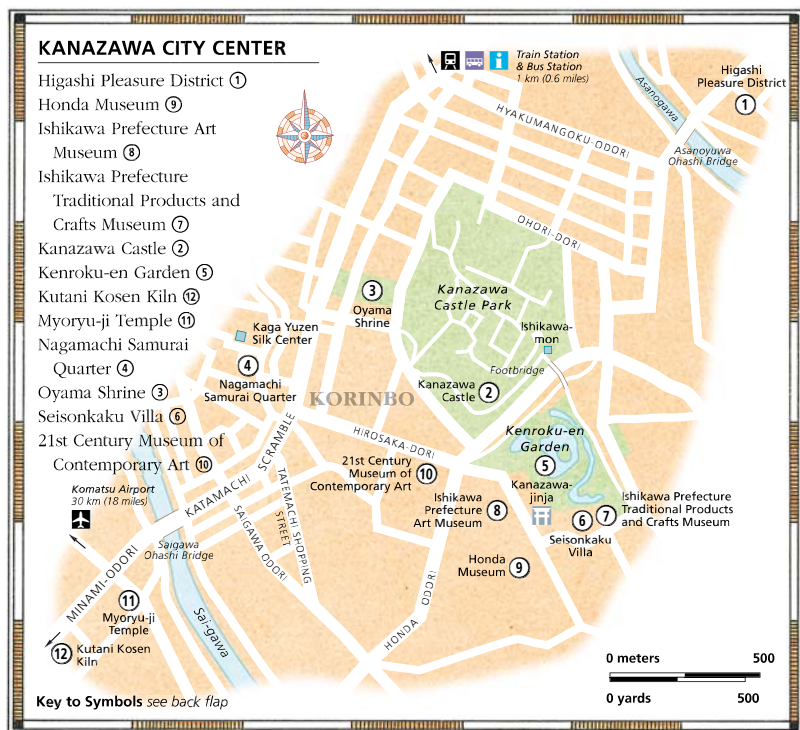 KANAZAWA CITY CENTER
Higashi Pleasure District 1
Honda Museum 9
Ishikawa Prefecture Art
Museum 8
Ishikawa Prefecture
Traditional Products and
Crafts Museum 7
Kanazawa Castle 2
Kenroku-en Garden 5
Kutani Kosen Kiln 12
Myoryu-ji Temple 11
Nagamachi Samurai
Quarter 4
Oyama Shrine 3
Seisonkaku Villa 6
21st Century Museum of
Contemporary Art 10
Train Station
& Bus Station
1 km (0.6 miles)
i
Higashi
Pleasure District
1
Asanogawa
Asanoyuwa
Ohashi Bridge
HYAKUMANGOKU-ODORI
OHORI-DORI
Kanazawa
Castle Park
3
Oyama
Shrine
Ishikawa-
mon
Footbridge
Kaga Yuzen
Silk Center
4
Nagamachi
Samurai Quarter
KORINBO
Kanazawa
Castle
2
Kenroku-en
Garden
5
HIROSAKA-DORI
21st Century
Museum of
Contemporary Art
10
Kanazawa-
jinja
Ishikawa
Prefecture
Art Museum
8
6
Seisonkaku
Villa
7
Ishikawa Prefecture
Traditional Products
and Crafts Museum
Honda
Museum
9
KATAMACHI SCRAMBLE
TATEMACHI SHOPPING
STREET
SAIGAWA ODORI
HONDA ODORI
Komatsu Airport
30 km (18 miles)
Saigawa
Ohashi Bridge
MINAMI-ODORI
Sai-gawa
11
Myoryu-ji
Temple
12
Kutani Kosen
Kiln
0 meters 500
0 yards 500
Key to Symbols see back flap